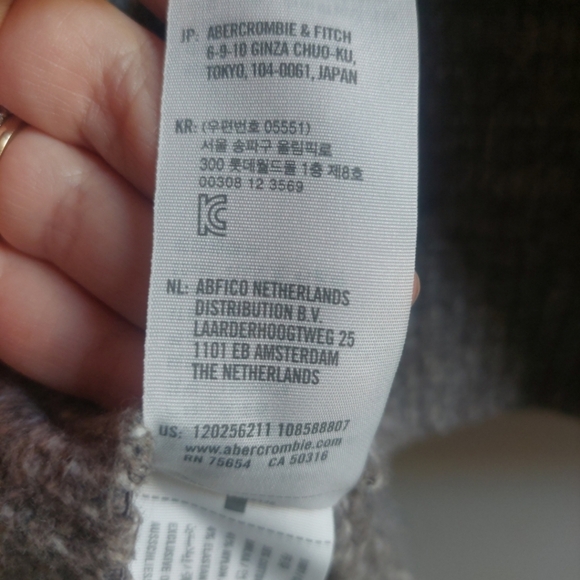 JP: ABERCROMBIE & FITCH
6-9-10 GINZA CHUO-KU,
TOKYO, 104-0061, JAPAN
KR: (우편번호 05551)
서울 송파구 올림픽로
300 롯데월드몰 1층 제8호
00308 12 3569
NL: ABFICO NETHERLANDS
DISTRIBUTION B.V.
LAARDERHOOGTWEG 25
1101 EB AMSTERDAM
THE NETHERLANDS
US: 120256211 108588807
www.abercrombie.com
RN 75654 CA 50316